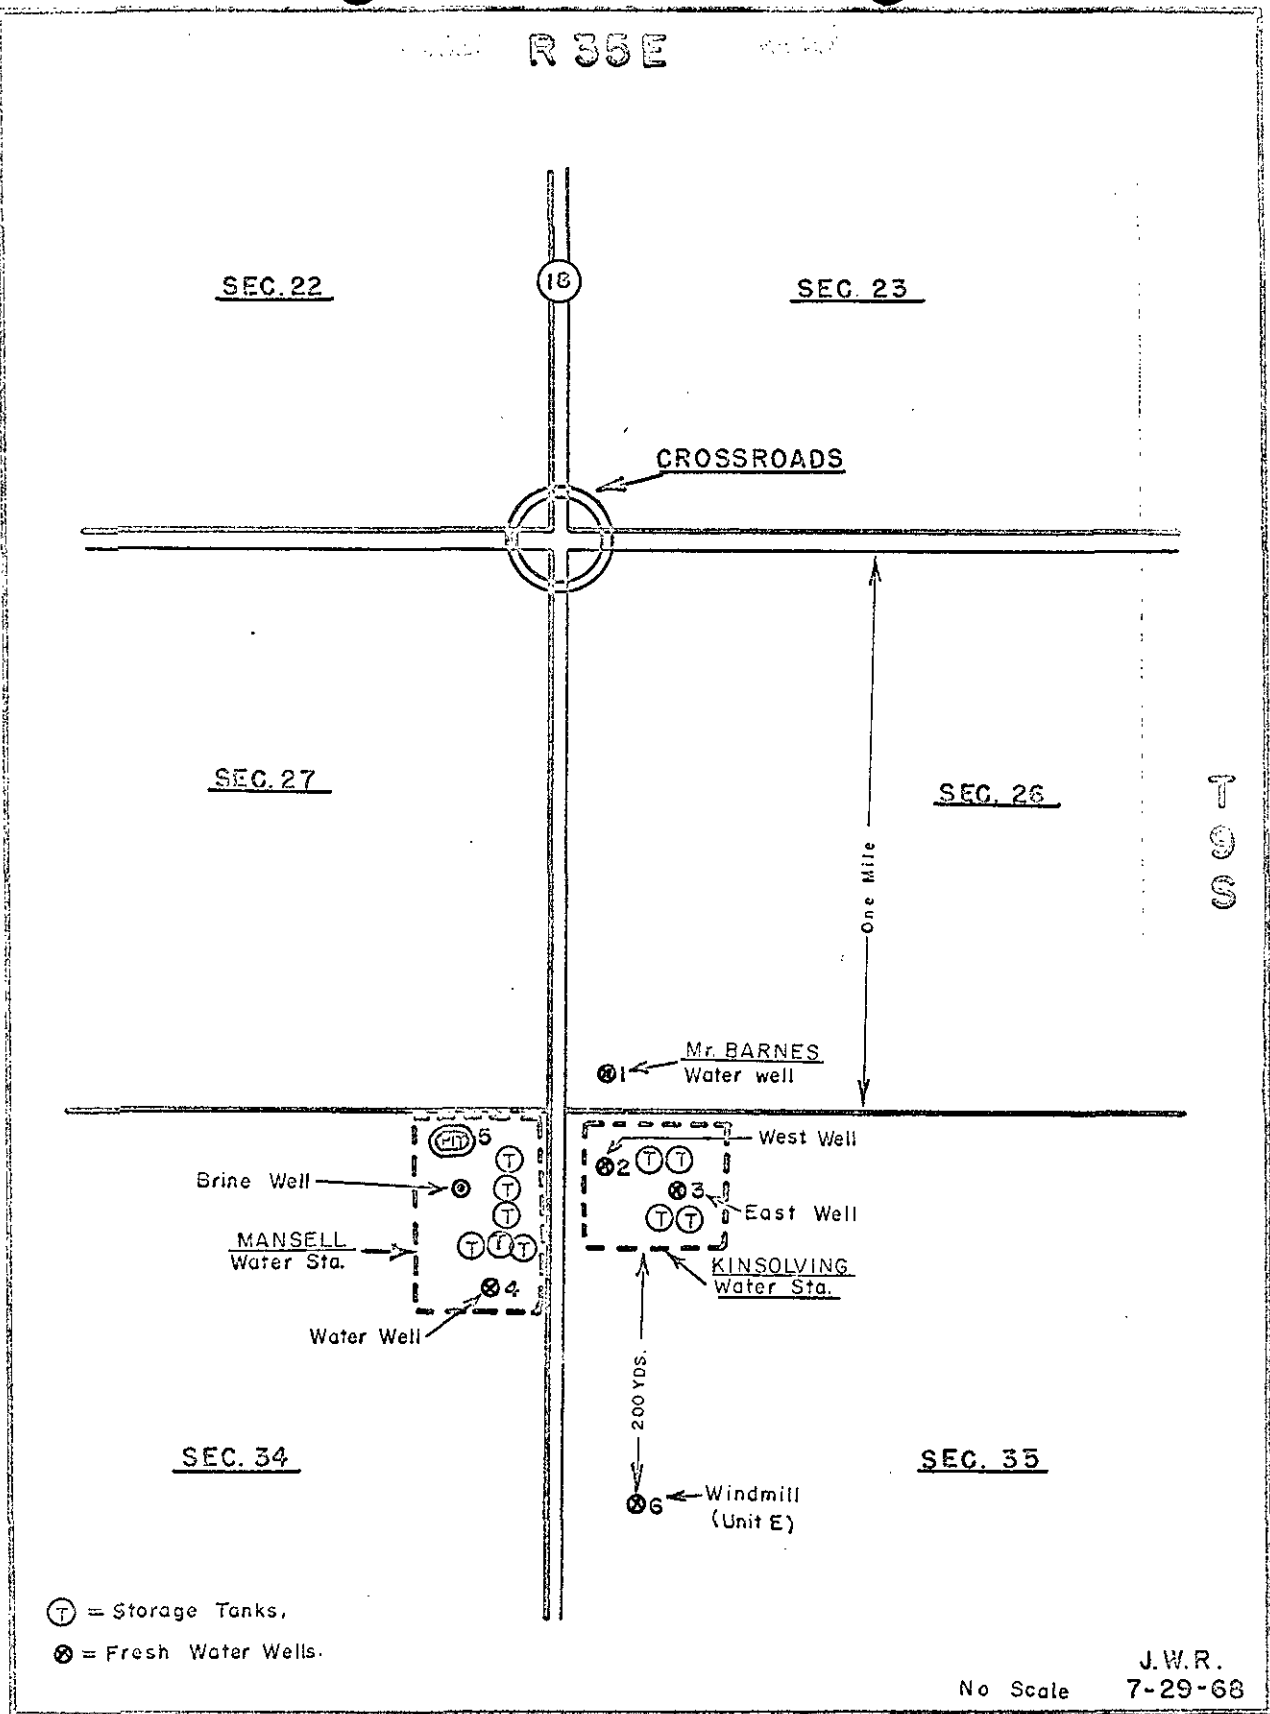 R 35 E
SEC. 22
18
SEC. 23
CROSSROADS
SEC. 27
SEC. 26
T
9
S
One Mile
1
Mr. BARNES
Water well
PIT 5
T
West Well
2 T T
Brine Well
T
3
T
East Well
T T
MANSELL
Water Sta.
T T T
KINSOLVING
Water Sta.
4
Water Well
200 YDS.
SEC. 34
SEC. 35
6
Windmill
(Unit E)
T = Storage Tanks.
= Fresh Water Wells.
J.W.R.
No Scale 7-29-68